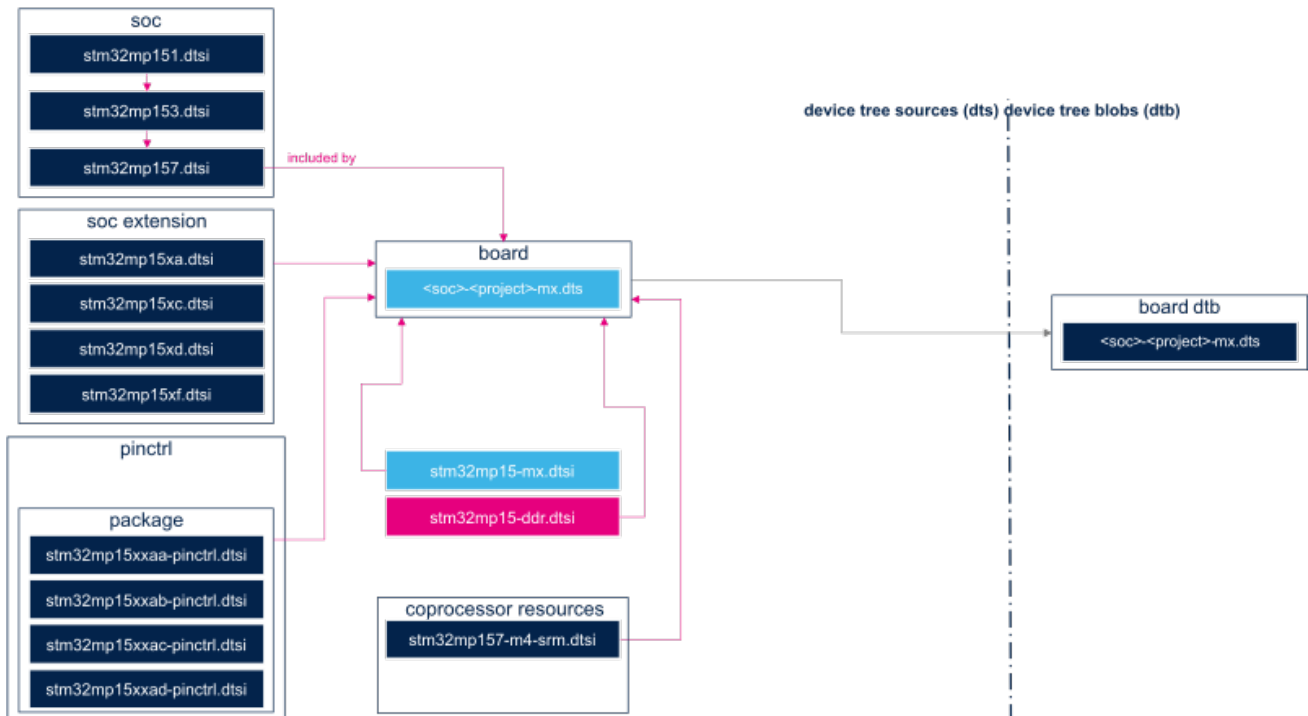 soc
stm32mp151.dtsi
stm32mp153.dtsi
stm32mp157.dtsi
included by
device tree sources (dts) device tree blobs (dtb)
soc extension
stm32mp15xa.dtsi
stm32mp15xc.dtsi
stm32mp15xd.dtsi
stm32mp15xf.dtsi
board
<soc>-<project>-mx.dts
board dtb
<soc>-<project>-mx.dts
pinctrl
package
stm32mp15xxaa-pinctrl.dtsi
stm32mp15xxab-pinctrl.dtsi
stm32mp15xxac-pinctrl.dtsi
stm32mp15xxad-pinctrl.dtsi
stm32mp15-mx.dtsi
stm32mp15-ddr.dtsi
coprocessor resources
stm32mp157-m4-srm.dtsi